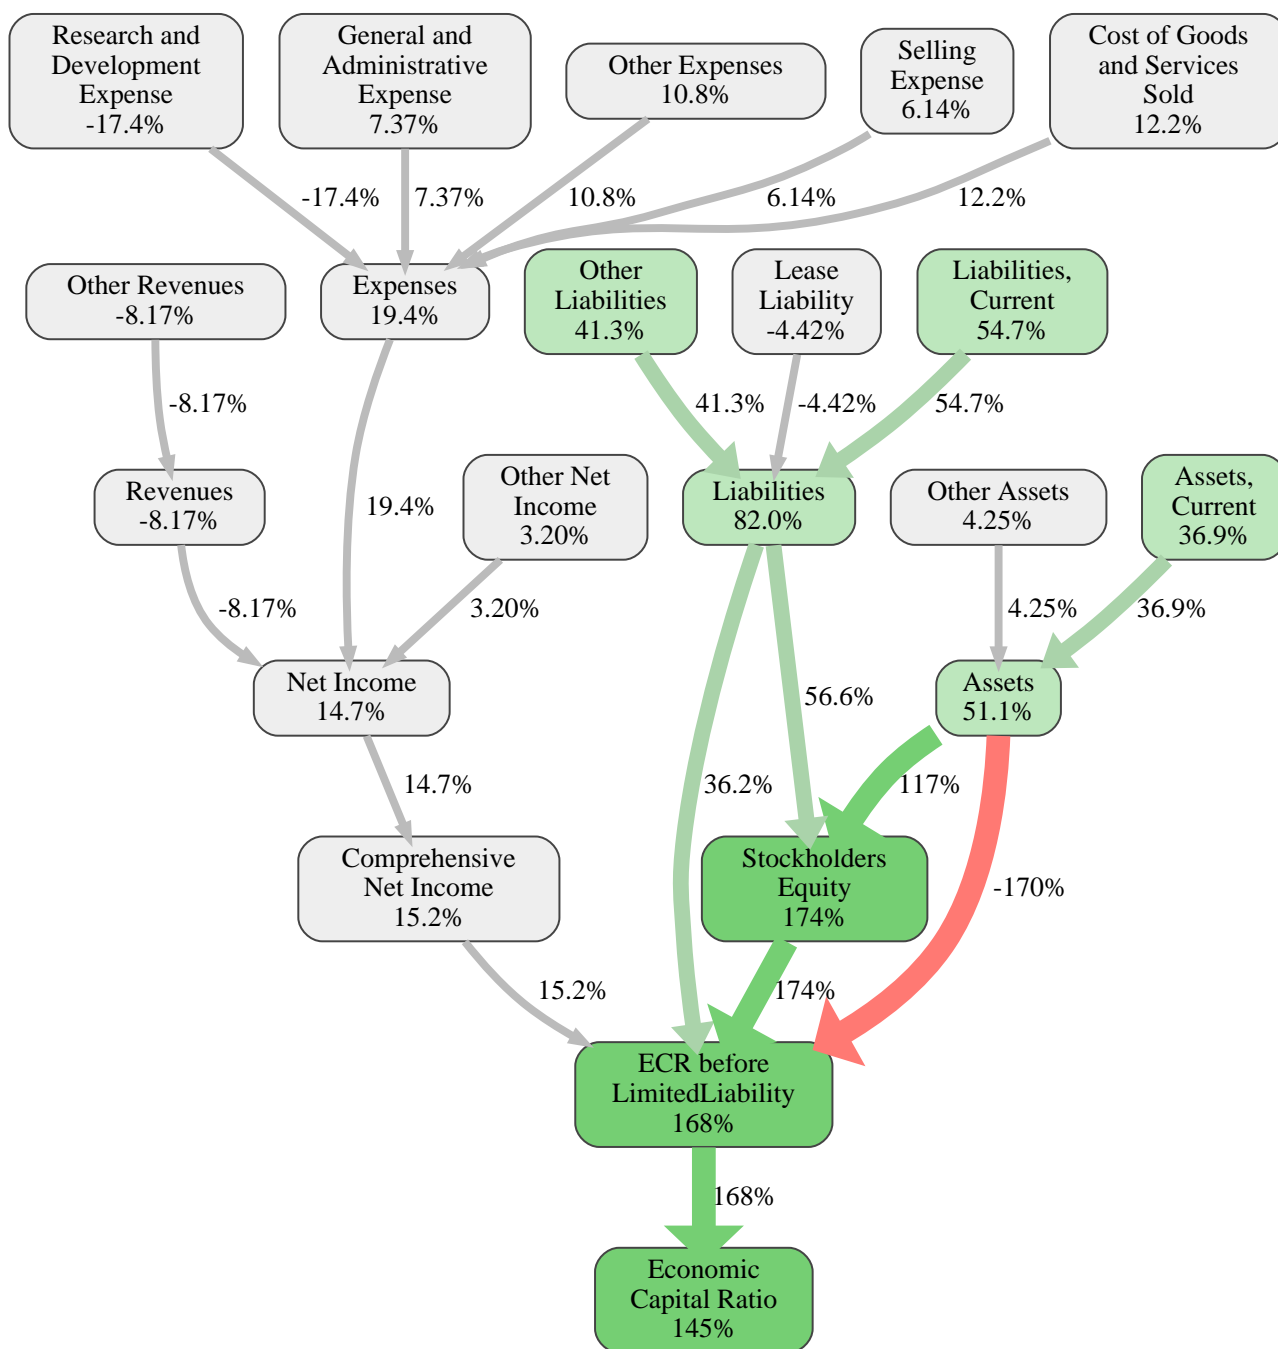 Research and
Development
Expense
-17.4%
General and
Administrative
Expense
7.37%
Other Expenses
10.8%
Selling
Expense
6.14%
Cost of Goods
and Services
Sold
12.2%
-17.4%
7.37%
10.8%
6.14%
12.2%
Other Revenues
-8.17%
Expenses
19.4%
Other
Liabilities
41.3%
Lease
Liability
-4.42%
Liabilities,
Current
54.7%
-8.17%
41.3%
-4.42%
54.7%
Revenues
-8.17%
19.4%
Other Net
Income
3.20%
Liabilities
82.0%
Other Assets
4.25%
Assets,
Current
36.9%
-8.17%
3.20%
4.25%
36.9%
Net Income
14.7%
56.6%
Assets
51.1%
14.7%
36.2%
117%
Comprehensive
Net Income
15.2%
Stockholders
Equity
174%
-170%
15.2%
174%
ECR before
LimitedLiability
168%
168%
Economic
Capital Ratio
145%